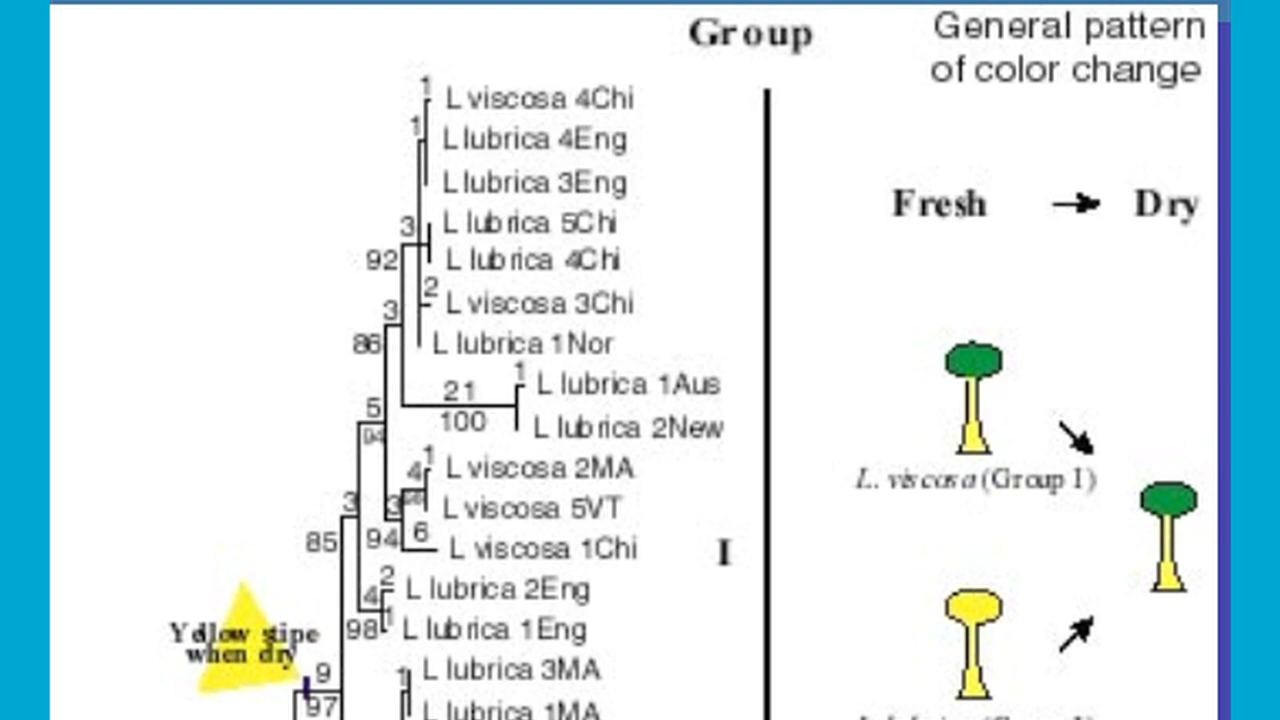 Group
General pattern
of color change
1
L viscosa 4Chi
1
L lubrica 4Eng
L lubrica 3Eng
3
L lubrica 5Chi
92
L lubrica 4Chi
2
L viscosa 3Chi
3
86
L lubrica 1Nor
1
L lubrica 1Aus
21
100
L lubrica 2New
5
94
1
4
L viscosa 2MA
3
L viscosa 5VT
3
94
6
L viscosa 1Chi
85
2
L lubrica 2Eng
4
1
98
L lubrica 1Eng
Yellow stipe
when dry
9
97
L lubrica 3MA
1
L lubrica 1MA
I
Fresh → Dry
L. viscosa (Group I)